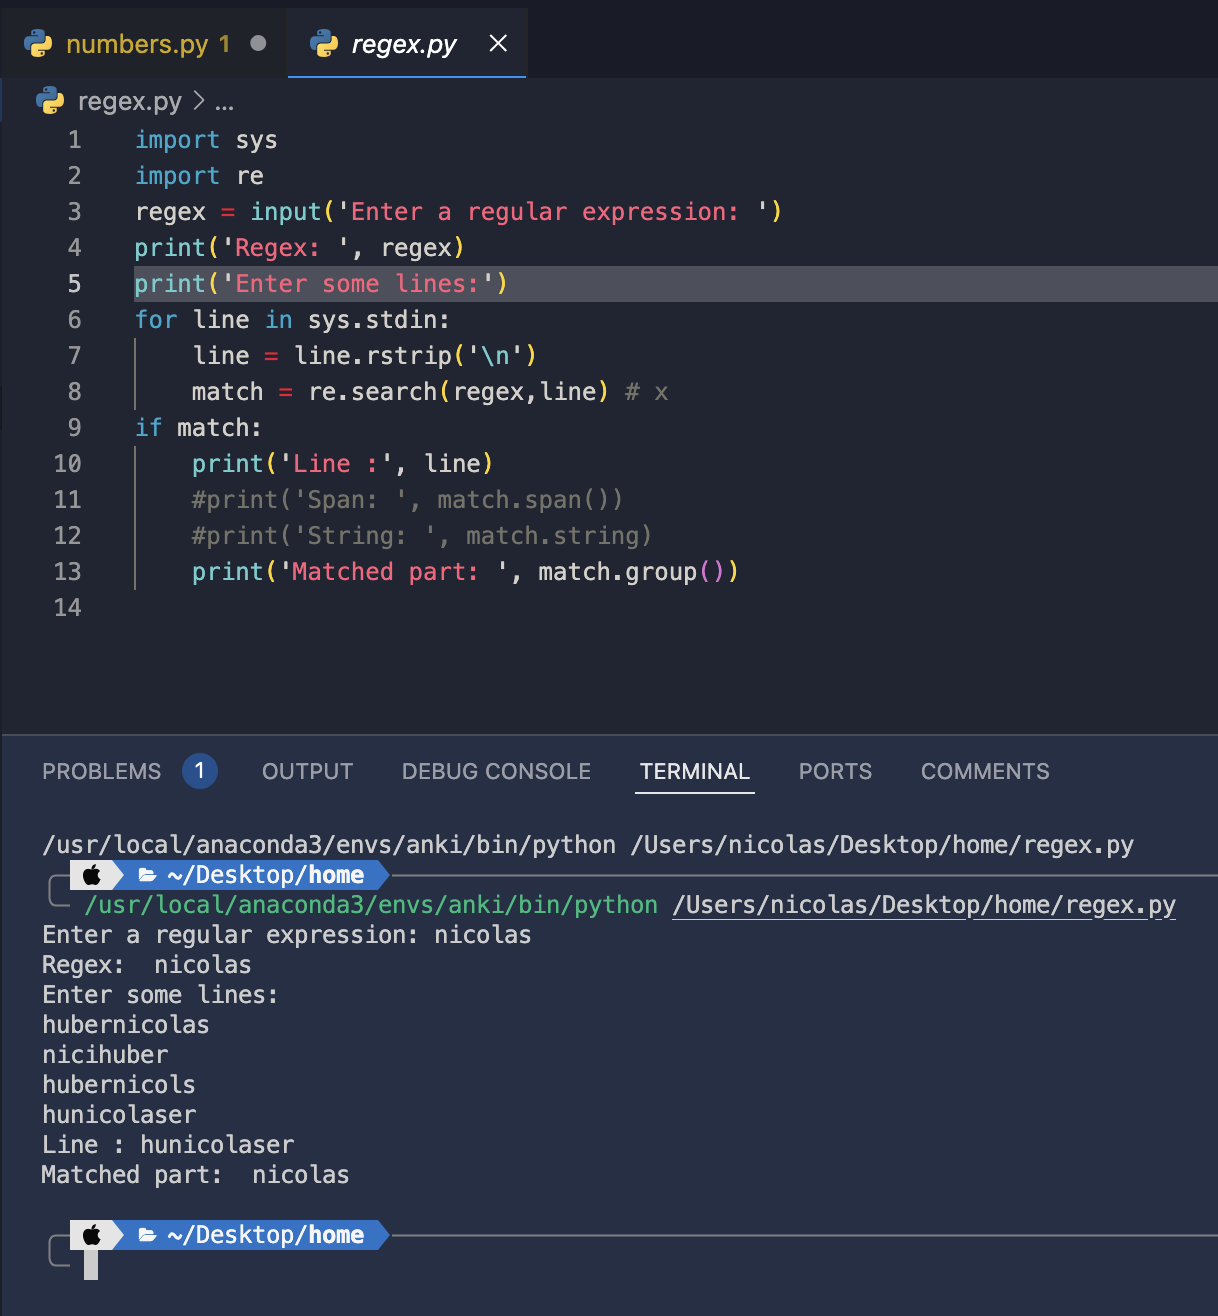 numbers.py 1
regex.py
regex.py > ...
1 import sys
2 import re
3 regex = input('Enter a regular expression: ')
4 print('Regex: ', regex)
5 print('Enter some lines:')
6 for line in sys.stdin:
7     line = line.rstrip('\n')
8     match = re.search(regex,line) # x
9 if match:
10     print('Line :', line)
11     #print('Span: ', match.span())
12     #print('String: ', match.string)
13     print('Matched part: ', match.group())
14
PROBLEMS 1 OUTPUT DEBUG CONSOLE TERMINAL PORTS COMMENTS
/usr/local/anaconda3/envs/anki/bin/python /Users/nicolas/Desktop/home/regex.py
~/Desktop/home
/usr/local/anaconda3/envs/anki/bin/python /Users/nicolas/Desktop/home/regex.py
Enter a regular expression: nicolas
Regex:  nicolas
Enter some lines:
hubernicolas
nicihuber
hubernicols
hunicolaser
Line : hunicolaser
Matched part:  nicolas
~/Desktop/home